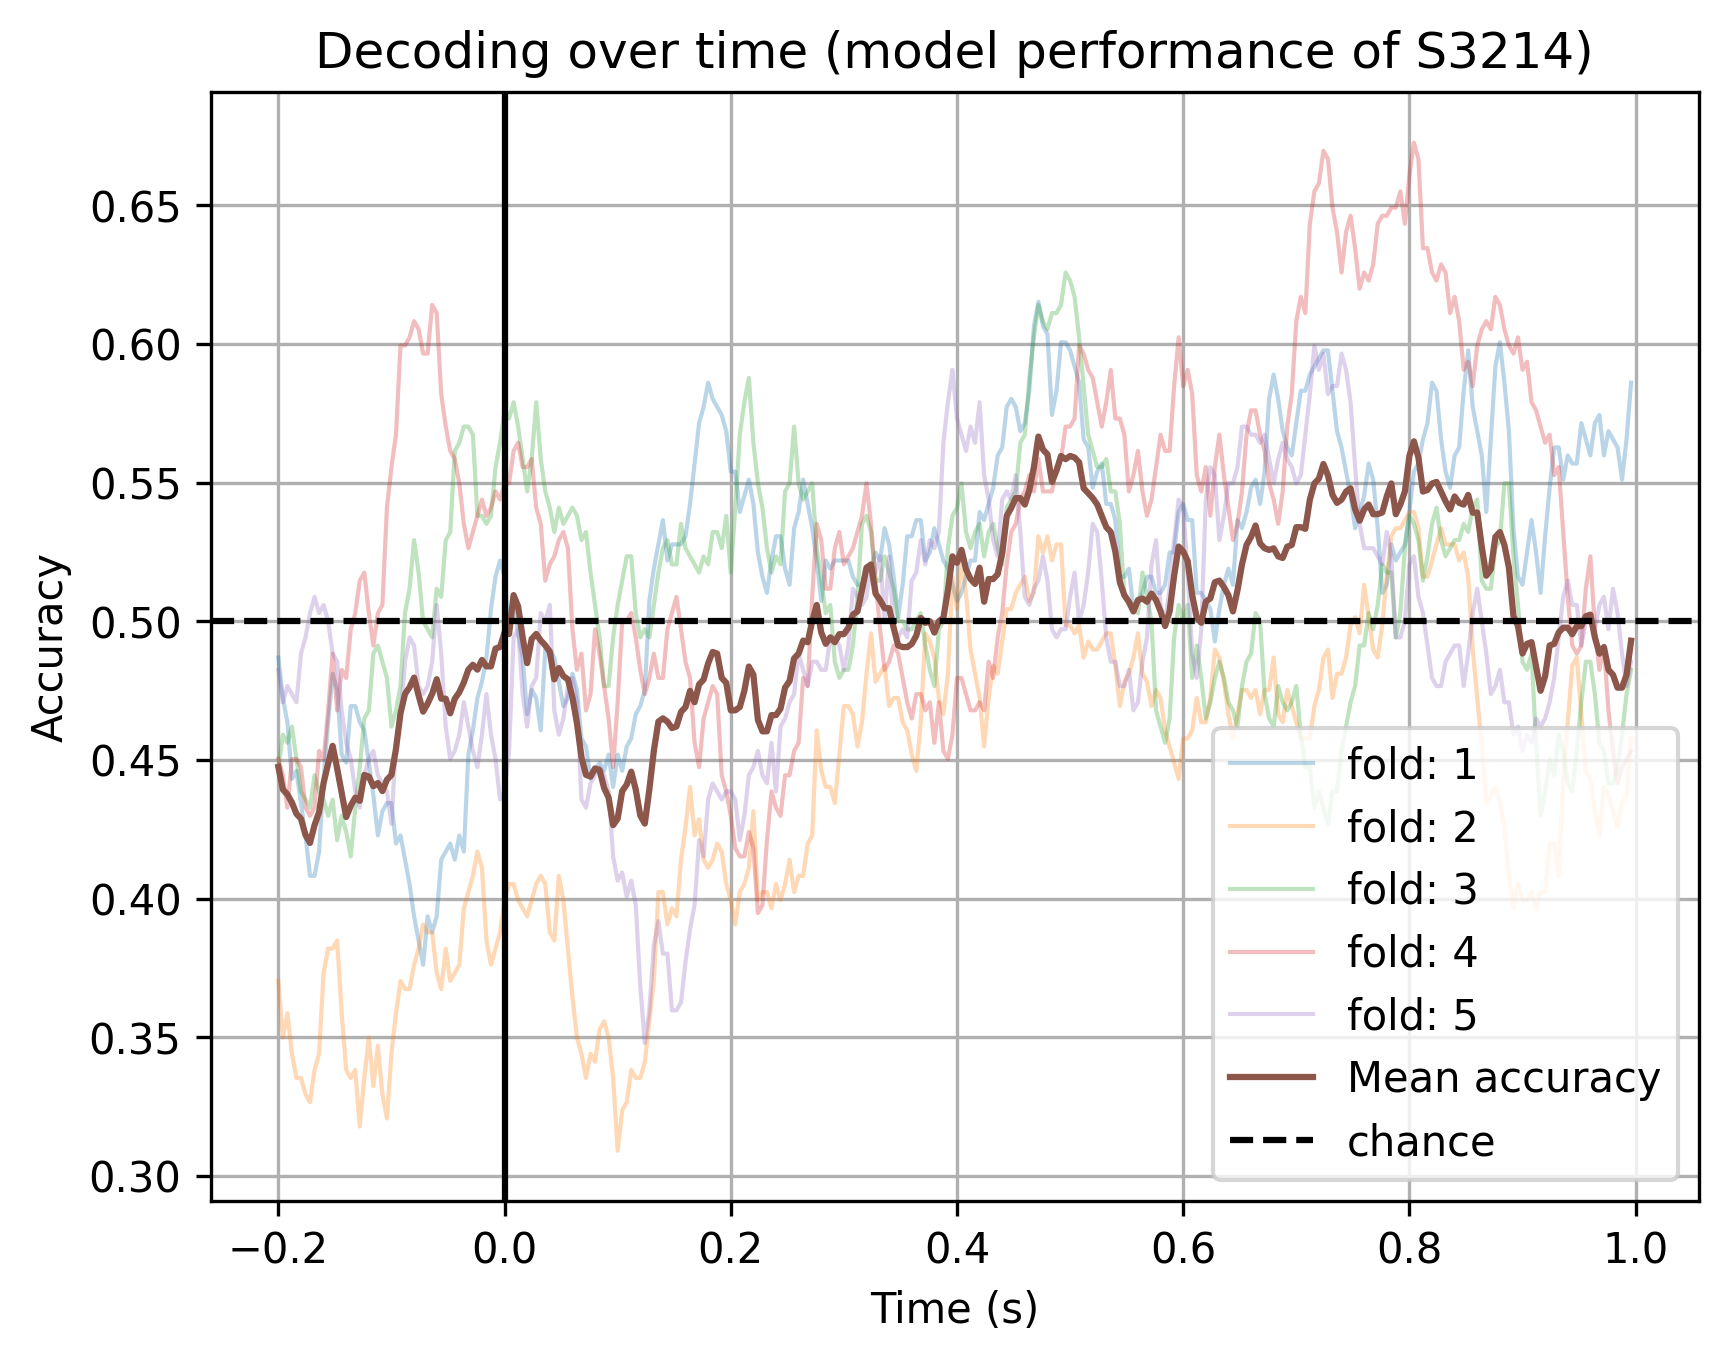 Decoding over time (model performance of S3214)
Accuracy
0.65
0.60
0.55
0.50
0.45
0.40
0.35
0.30
−0.2 0.0 0.2 0.4 0.6 0.8 1.0
Time (s)
fold: 1
fold: 2
fold: 3
fold: 4
fold: 5
Mean accuracy
chance